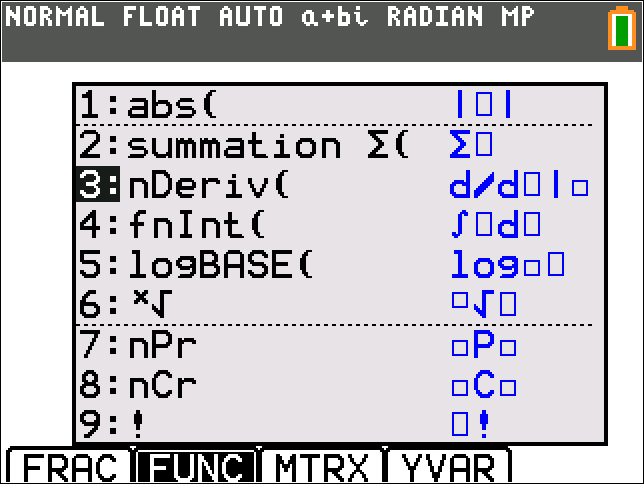 NORMAL FLOAT AUTO a+bi RADIAN MP
1:abs( |▯|
2:summation Σ( Σ▯
3:nDeriv( d/d▯|▫
4:fnInt( ∫▯d▯
5:logBASE( log▫▯
6:ˣ√ ▫√▯
7:nPr ▫P▫
8:nCr ▫C▫
9:! ▯!
FRAC FUNC MTRX YVAR